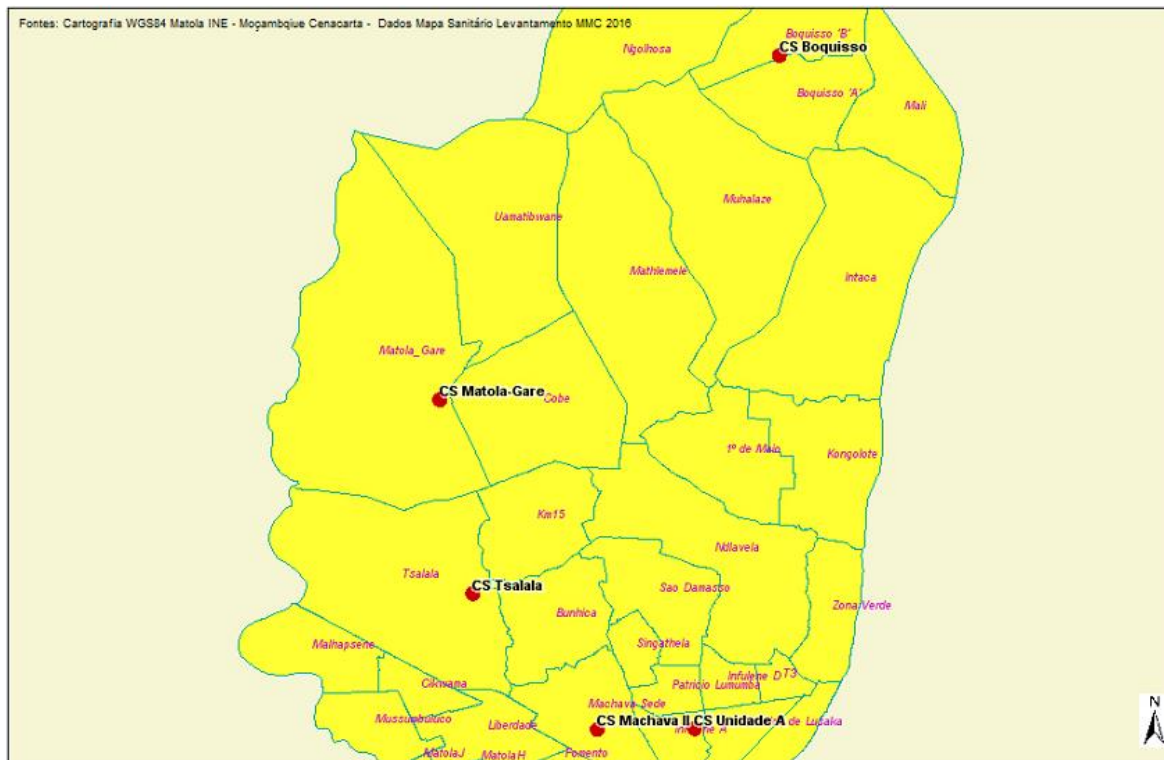 Fontes: Cartografia WGS84 Matola INE - Moçambqiue Cenacarta - Dados Mapa Sanitário Levantamento MMC 2016
Boquisso 'B'
Ngolhosa
CS Boquisso
Boquisso 'A'
Mali
Muhalaze
Uamatibwane
Mathlemele
Intaca
Matola_Gare
CS Matola-Gare
Cobe
1º de Maio
Kongolote
Km15
Ndlavela
Tsalala
CS Tsalala
Sao Damasso
Zona Verde
Bunhica
Malhapsene
Singathela
Infulene D
T3
Cikwama
Patricio Lumumba
Machava Sede
Mussumbuluco
Liberdade
CS Machava II
CS Unidade A
de Lusaka
Infulene A
MatolaJ
MatolaH
Fomento
N